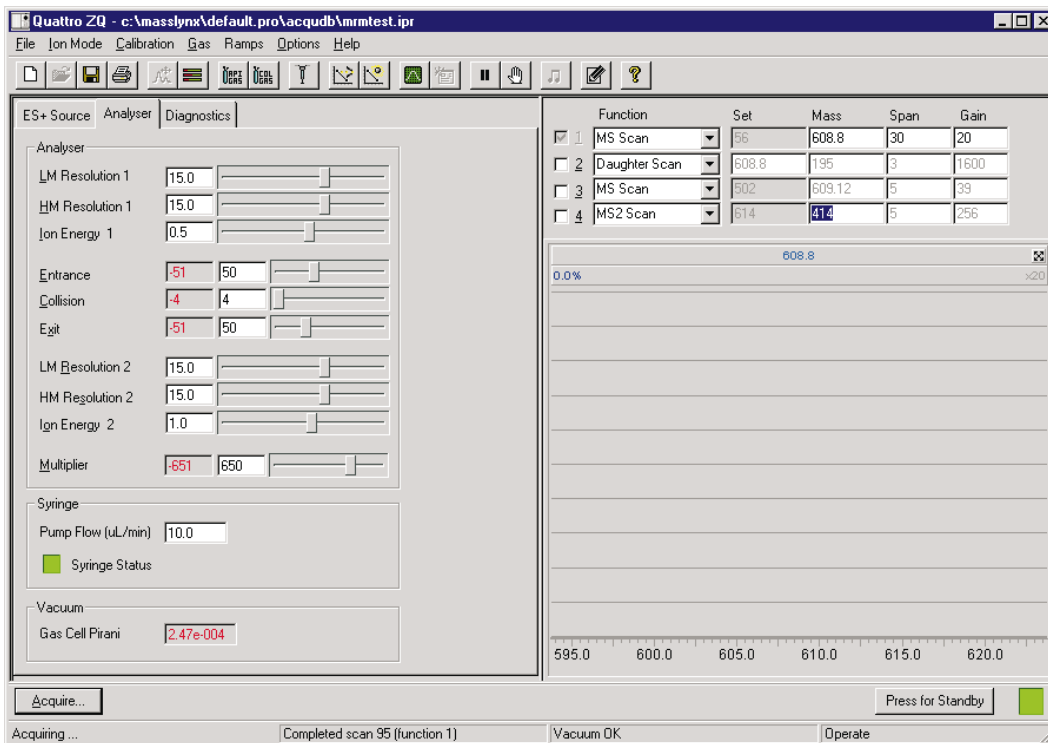 Quattro ZQ - c:\masslynx\default.pro\acqudb\mrmtest.ipr
File Ion Mode Calibration Gas Ramps Options Help
API GAS COL GAS
ES+ Source Analyser Diagnostics
Analyser
LM Resolution 1 15.0
HM Resolution 1 15.0
Ion Energy 1 0.5
Entrance -51 50
Collision -4 4
Exit -51 50
LM Resolution 2 15.0
HM Resolution 2 15.0
Ion Energy 2 1.0
Multiplier -651 650
Syringe
Pump Flow (uL/min) 10.0
Syringe Status
Vacuum
Gas Cell Pirani 2.47e-004
Function Set Mass Span Gain
1 MS Scan 56 608.8 30 20
2 Daughter Scan 608.8 195 3 1600
3 MS Scan 502 609.12 5 39
4 MS2 Scan 614 414 5 256
608.8
0.0% x20
595.0 600.0 605.0 610.0 615.0 620.0
Acquire... Press for Standby
Acquiring ... Completed scan 95 (function 1) Vacuum OK Operate